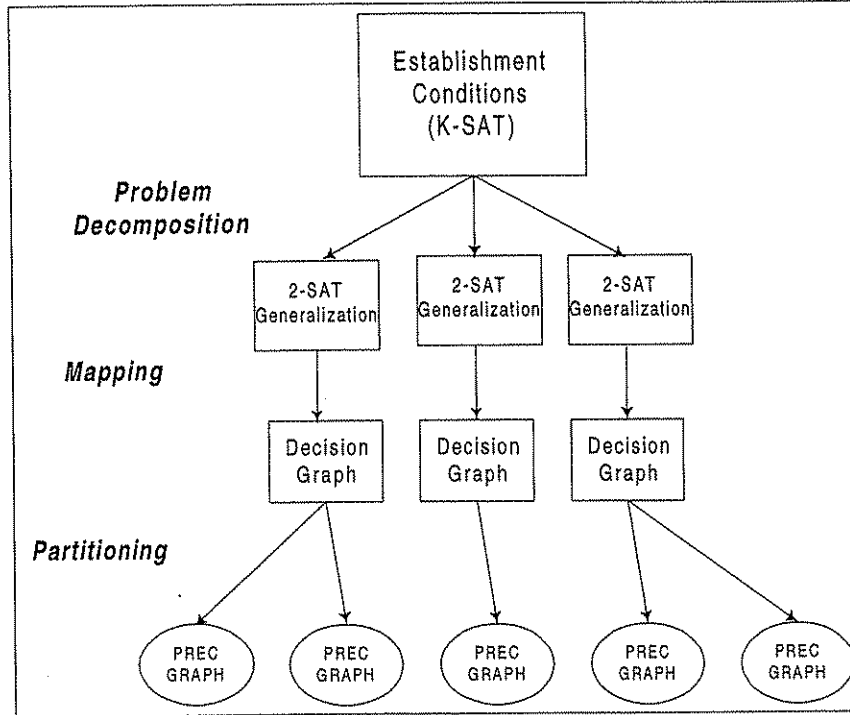 Establishment
Conditions
(K-SAT)
Problem
Decomposition
2-SAT
Generalization
2-SAT
Generalization
2-SAT
Generalization
Mapping
Decision
Graph
Decision
Graph
Decision
Graph
Partitioning
PREC
GRAPH
PREC
GRAPH
PREC
GRAPH
PREC
GRAPH
PREC
GRAPH